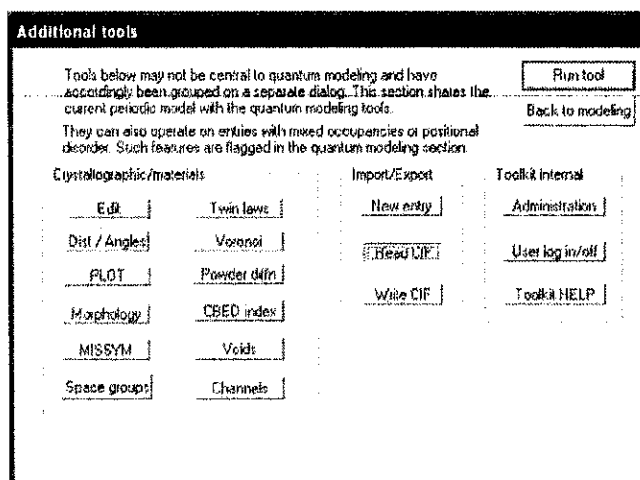 Additional tools
Tools below may not be central to quantum modeling and have
accordingly been grouped on a separate dialog. This section shares the
current periodic model with the quantum modeling tools.
They can also operate on entries with mixed occupancies or positional
disorder. Such features are flagged in the quantum modeling section.
Run tool
Back to modeling
Crystallographic/materials
Edit
Twin laws
Dist / Angles
Voronoi
PLOT
Powder diffn
Morphology
CBED index
MISSYM
Voids
Space groups
Channels
Import/Export
New entry
Read CIF
Write CIF
Toolkit internal
Administration
User log in/off
Toolkit HELP